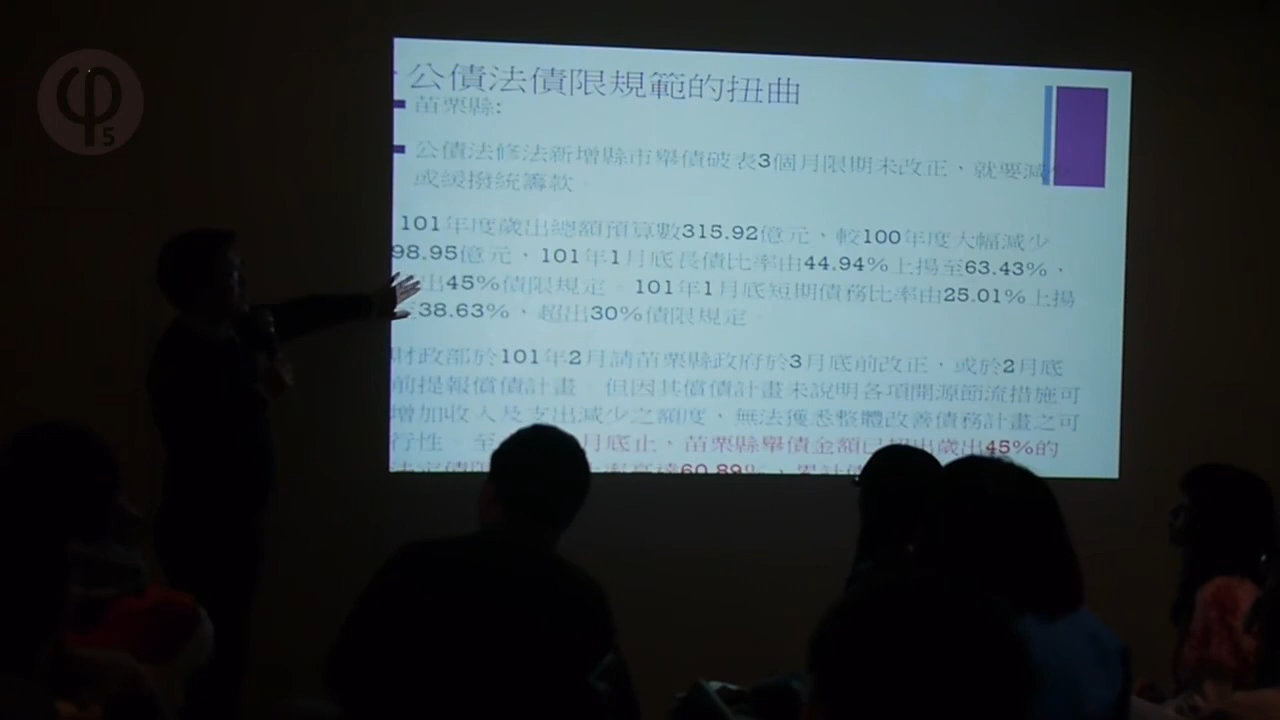 φ5
公債法債限規範的扭曲
苗栗縣:
公債法修法新增縣市舉債破表3個月限期未改正，就要減
或緩撥統籌款。
101年度歲出總額預算數315.92億元，較100年度大幅減少
98.95億元，101年1月底長債比率由44.94%上揚至63.43%，
出45%債限規定。101年1月底短期債務比率由25.01%上揚
至38.63%，超出30%債限規定。
財政部於101年2月請苗栗縣政府於3月底前改正，或於2月底
前提報償債計畫。但因其償債計畫未說明各項開源節流措施可
增加收入及支出減少之額度，無法獲悉整體改善債務計畫之可
行性。至 月底止，苗栗縣舉債金額已超出歲出45%的
60.89%，累計